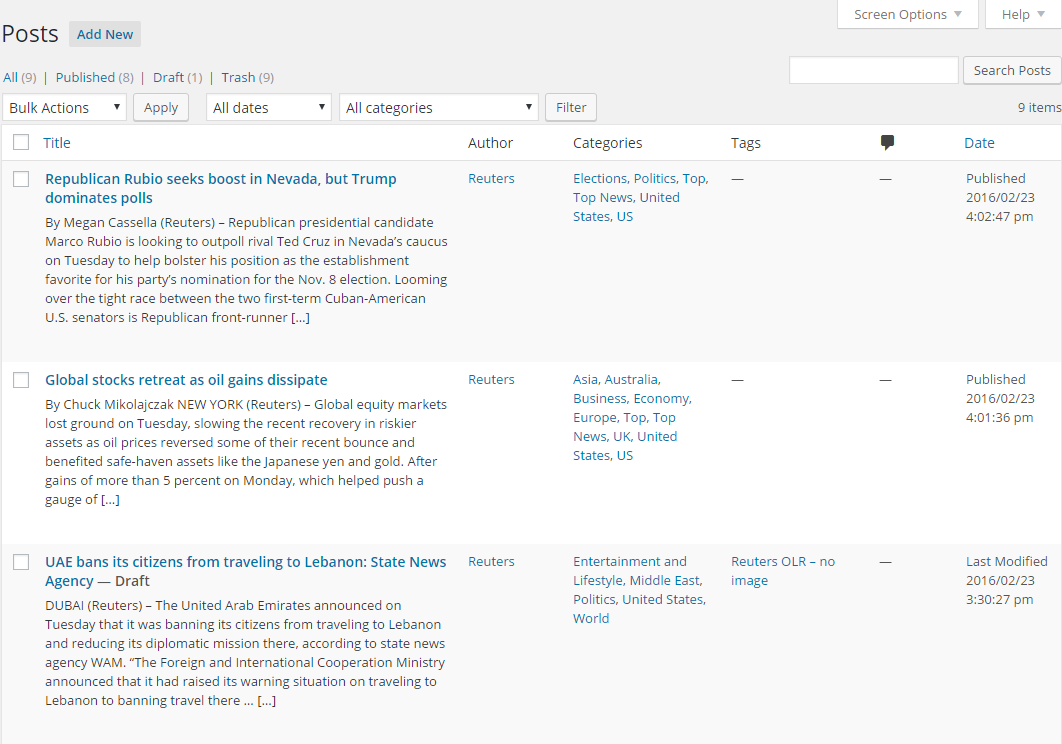 Screen Options ▼ Help ▼
Posts Add New
All (9) | Published (8) | Draft (1) | Trash (9)
Search Posts
Bulk Actions ▼ Apply All dates ▼ All categories ▼ Filter 9 items
Title Author Categories Tags Date
Republican Rubio seeks boost in Nevada, but Trump
dominates polls
By Megan Cassella (Reuters) – Republican presidential candidate
Marco Rubio is looking to outpoll rival Ted Cruz in Nevada’s caucus
on Tuesday to help bolster his position as the establishment
favorite for his party’s nomination for the Nov. 8 election. Looming
over the tight race between the two first-term Cuban-American
U.S. senators is Republican front-runner […]
Reuters
Elections, Politics, Top,
Top News, United
States, US
—
—
Published
2016/02/23
4:02:47 pm
Global stocks retreat as oil gains dissipate
By Chuck Mikolajczak NEW YORK (Reuters) – Global equity markets
lost ground on Tuesday, slowing the recent recovery in riskier
assets as oil prices reversed some of their recent bounce and
benefited safe-haven assets like the Japanese yen and gold. After
gains of more than 5 percent on Monday, which helped push a
gauge of […]
Reuters
Asia, Australia,
Business, Economy,
Europe, Top, Top
News, UK, United
States, US
—
—
Published
2016/02/23
4:01:36 pm
UAE bans its citizens from traveling to Lebanon: State News
Agency — Draft
DUBAI (Reuters) – The United Arab Emirates announced on
Tuesday that it was banning its citizens from traveling to Lebanon
and reducing its diplomatic mission there, according to state news
agency WAM. “The Foreign and International Cooperation Ministry
announced that it had raised its warning situation on traveling to
Lebanon to banning travel there ... […]
Reuters
Entertainment and
Lifestyle, Middle East,
Politics, United States,
World
Reuters OLR – no
image
—
Last Modified
2016/02/23
3:30:27 pm